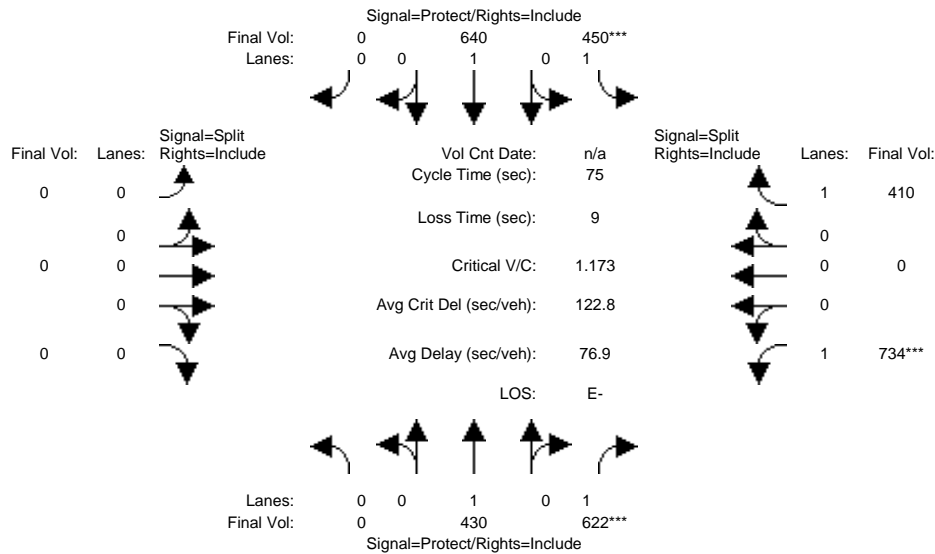 Signal=Protect/Rights=Include
Final Vol: 0 640 450***
Lanes: 0 0 1 0 1
Signal=Split Signal=Split
Final Vol: Lanes: Rights=Include Vol Cnt Date: n/a Rights=Include Lanes: Final Vol:
Cycle Time (sec): 75
0 0 1 410
Loss Time (sec): 9
0 0
0 0 Critical V/C: 1.173 0 0
0 Avg Crit Del (sec/veh): 122.8 0
0 0 Avg Delay (sec/veh): 76.9 1 734***
LOS: E-
Lanes: 0 0 1 0 1
Final Vol: 0 430 622***
Signal=Protect/Rights=Include